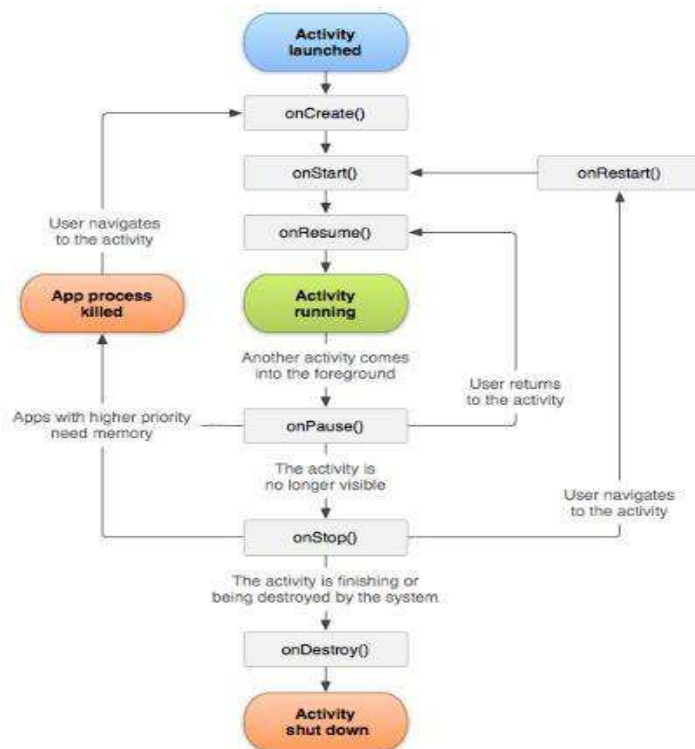 Activity
launched
onCreate()
onStart()
onRestart()
User navigates
to the activity
onResume()
App process
killed
Activity
running
Another activity comes
into the foreground
User returns
to the activity
Apps with higher priority
need memory
onPause()
The activity is
no longer visible
User navigates
to the activity
onStop()
The activity is finishing or
being destroyed by the system
onDestroy()
Activity
shut down